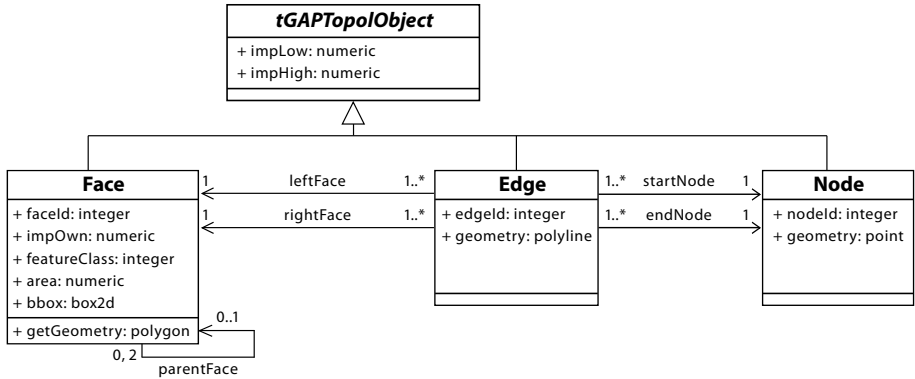 tGAPTopolObject
+ impLow: numeric
+ impHigh: numeric
Face
+ faceId: integer
+ impOwn: numeric
+ featureClass: integer
+ area: numeric
+ bbox: box2d
+ getGeometry: polygon
1 leftFace 1..*
1 rightFace 1..*
0..1
0, 2
parentFace
Edge
+ edgeId: integer
+ geometry: polyline
1..* startNode 1
1..* endNode 1
Node
+ nodeId: integer
+ geometry: point